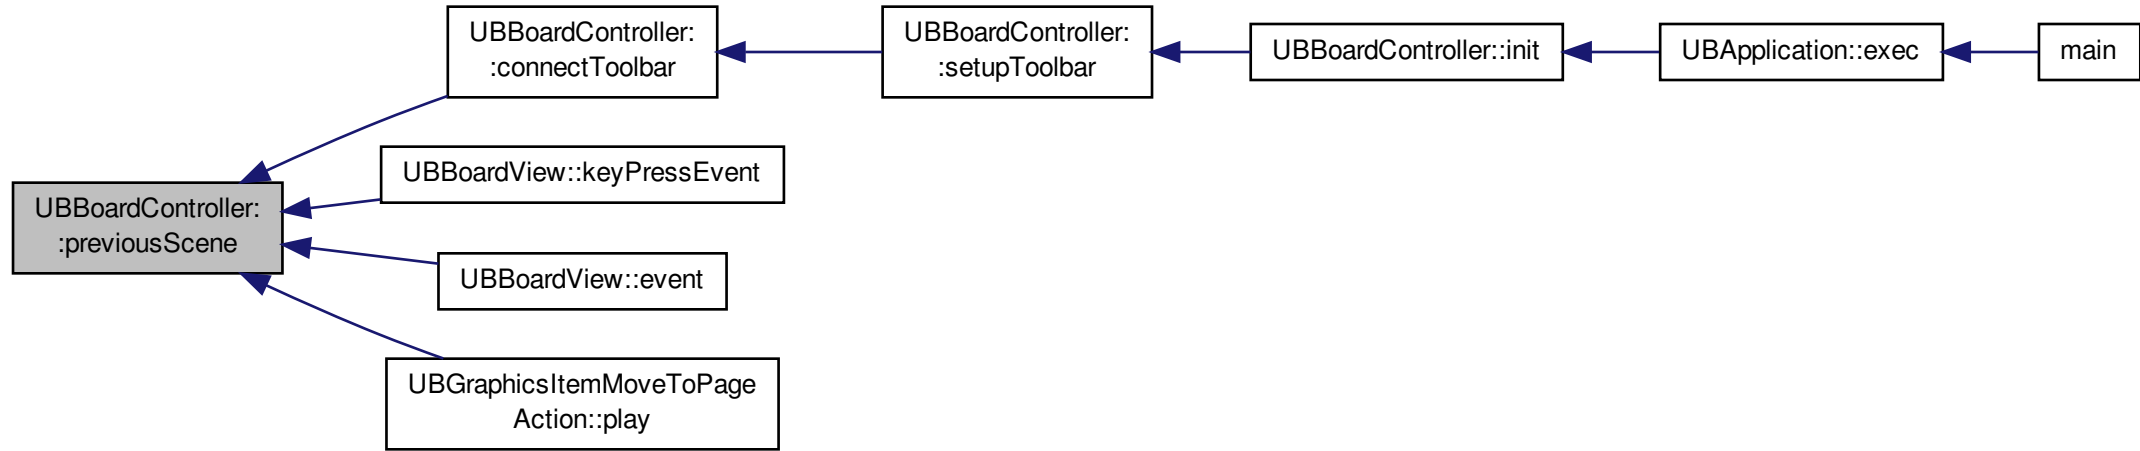 UBBoardController:
:connectToolbar
UBBoardController:
:setupToolbar
UBBoardController::init
UBApplication::exec
main
UBBoardView::keyPressEvent
UBBoardController:
:previousScene
UBBoardView::event
UBGraphicsItemMoveToPage
Action::play